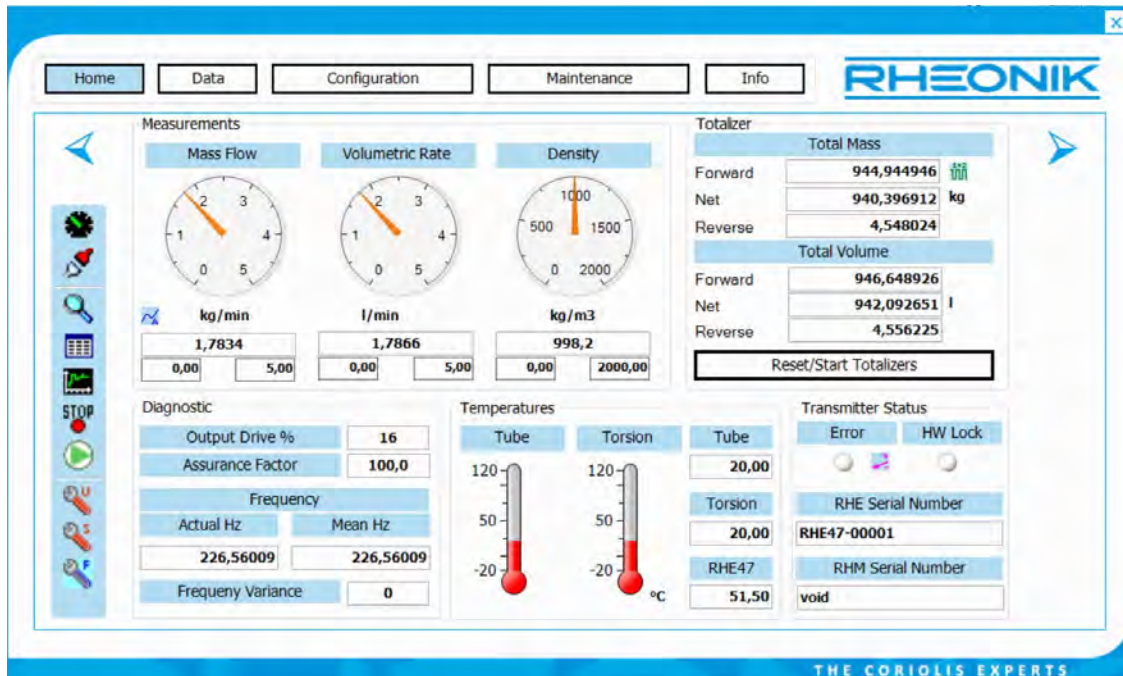 Home Data Configuration Maintenance Info RHEONIK
Measurements
Mass Flow Volumetric Rate Density
0 1 2 3 4 5
0 1 2 3 4 5
0 500 1000 1500 2000
kg/min l/min kg/m3
1,7834 1,7866 998,2
0,00 5,00 0,00 5,00 0,00 2000,00
Totalizer
Total Mass
Forward 944,944946
Net 940,396912 kg
Reverse 4,548024
Total Volume
Forward 946,648926
Net 942,092651 l
Reverse 4,556225
Reset/Start Totalizers
STOP
U
S
F
Diagnostic
Output Drive % 16
Assurance Factor 100,0
Frequency
Actual Hz Mean Hz
226,56009 226,56009
Frequeny Variance 0
Temperatures
Tube Torsion Tube
120 120 20,00
50 50 Torsion
20,00
-20 -20 RHE47
ºC 51,50
Transmitter Status
Error HW Lock
RHE Serial Number
RHE47-00001
RHM Serial Number
void
THE CORIOLIS EXPERTS